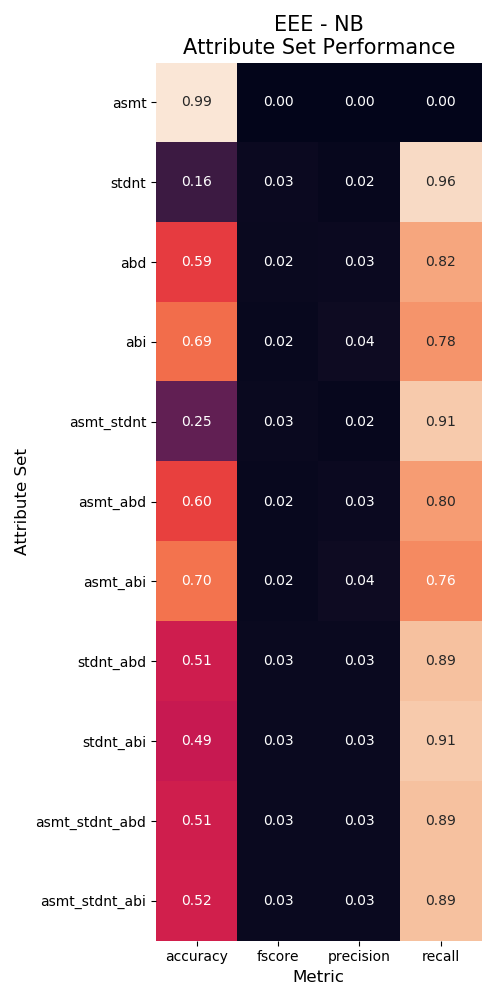 EEE - NB
Attribute Set Performance
asmt 0.99 0.00 0.00 0.00
stdnt 0.16 0.03 0.02 0.96
abd 0.59 0.02 0.03 0.82
abi 0.69 0.02 0.04 0.78
asmt_stdnt 0.25 0.03 0.02 0.91
asmt_abd 0.60 0.02 0.03 0.80
asmt_abi 0.70 0.02 0.04 0.76
stdnt_abd 0.51 0.03 0.03 0.89
stdnt_abi 0.49 0.03 0.03 0.91
asmt_stdnt_abd 0.51 0.03 0.03 0.89
asmt_stdnt_abi 0.52 0.03 0.03 0.89
Attribute Set
accuracy fscore precision recall
Metric